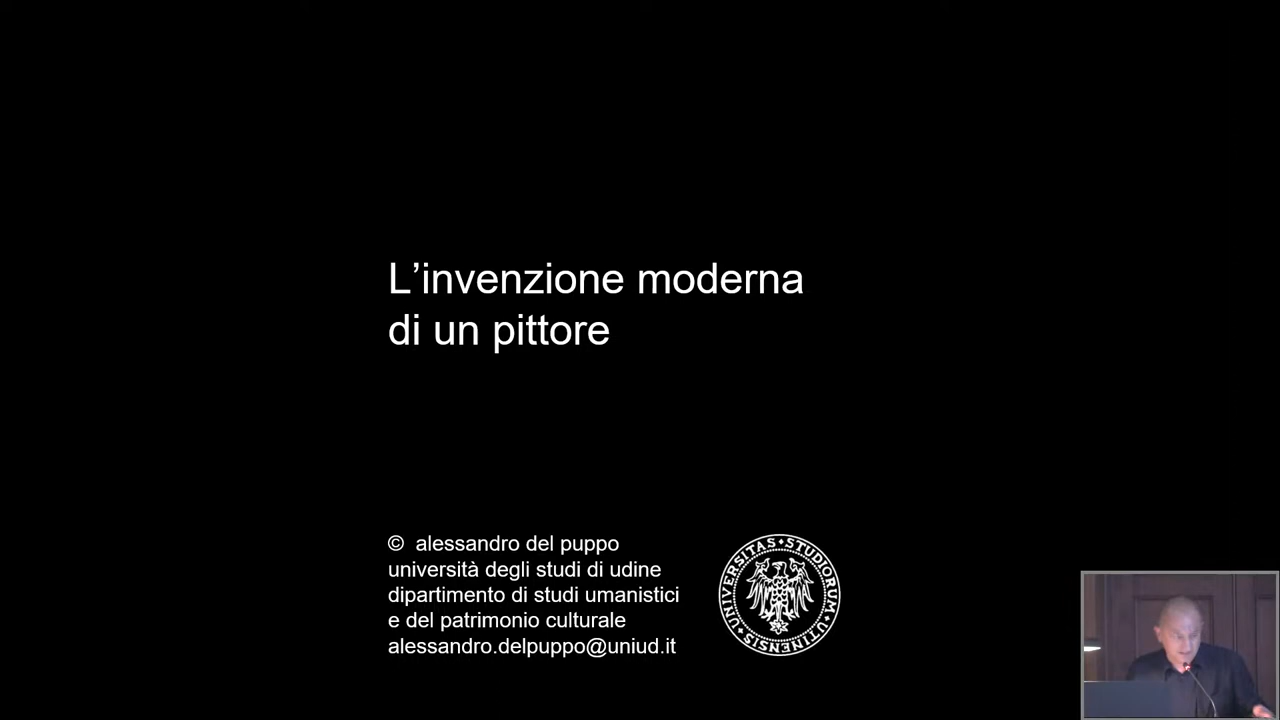 L’invenzione moderna
di un pittore
© alessandro del puppo
università degli studi di udine
dipartimento di studi umanistici
e del patrimonio culturale
alessandro.delpuppo@uniud.it
UNIVERSITAS • STUDIORUM • UTINENSIS •